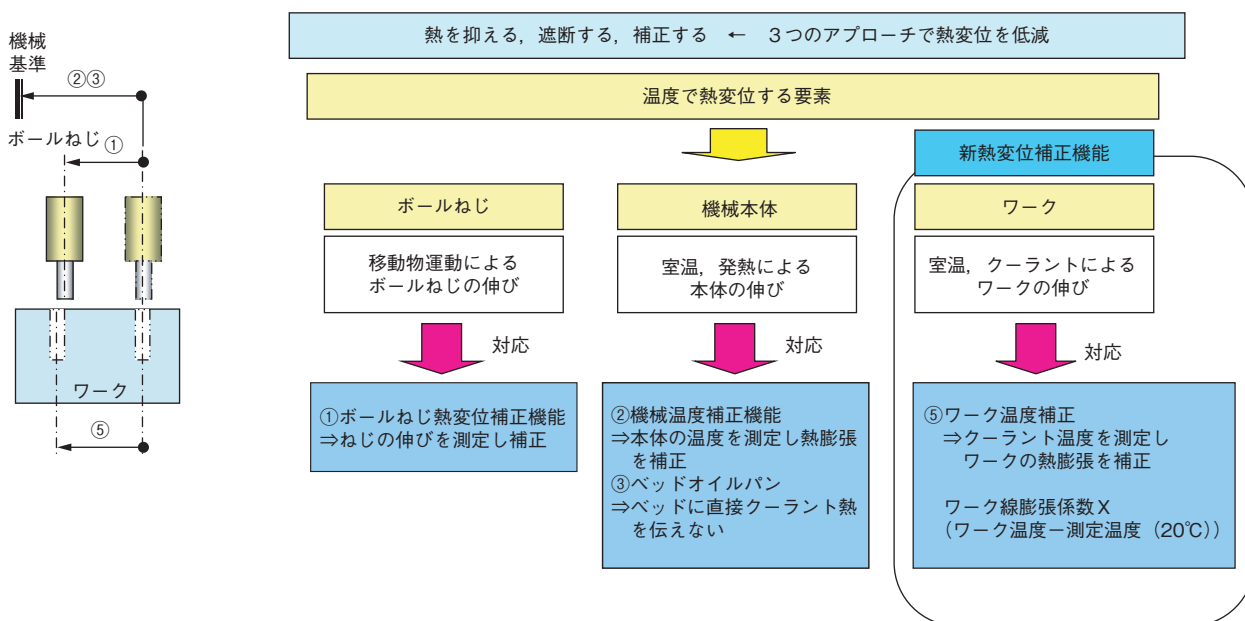 機械
基準
②③
ボールねじ
①
ワーク
⑤
熱を抑える，遮断する，補正する ← 3つのアプローチで熱変位を低減
温度で熱変位する要素
新熱変位補正機能
ボールねじ
移動物運動による
ボールねじの伸び
対応
①ボールねじ熱変位補正機能
⇒ねじの伸びを測定し補正
機械本体
室温，発熱による
本体の伸び
対応
②機械温度補正機能
⇒本体の温度を測定し熱膨張
を補正
③ベッドオイルパン
⇒ベッドに直接クーラント熱
を伝えない
ワーク
室温，クーラントによる
ワークの伸び
対応
⑤ワーク温度補正
⇒クーラント温度を測定し
ワークの熱膨張を補正
ワーク線膨張係数X
（ワーク温度－測定温度（20℃））